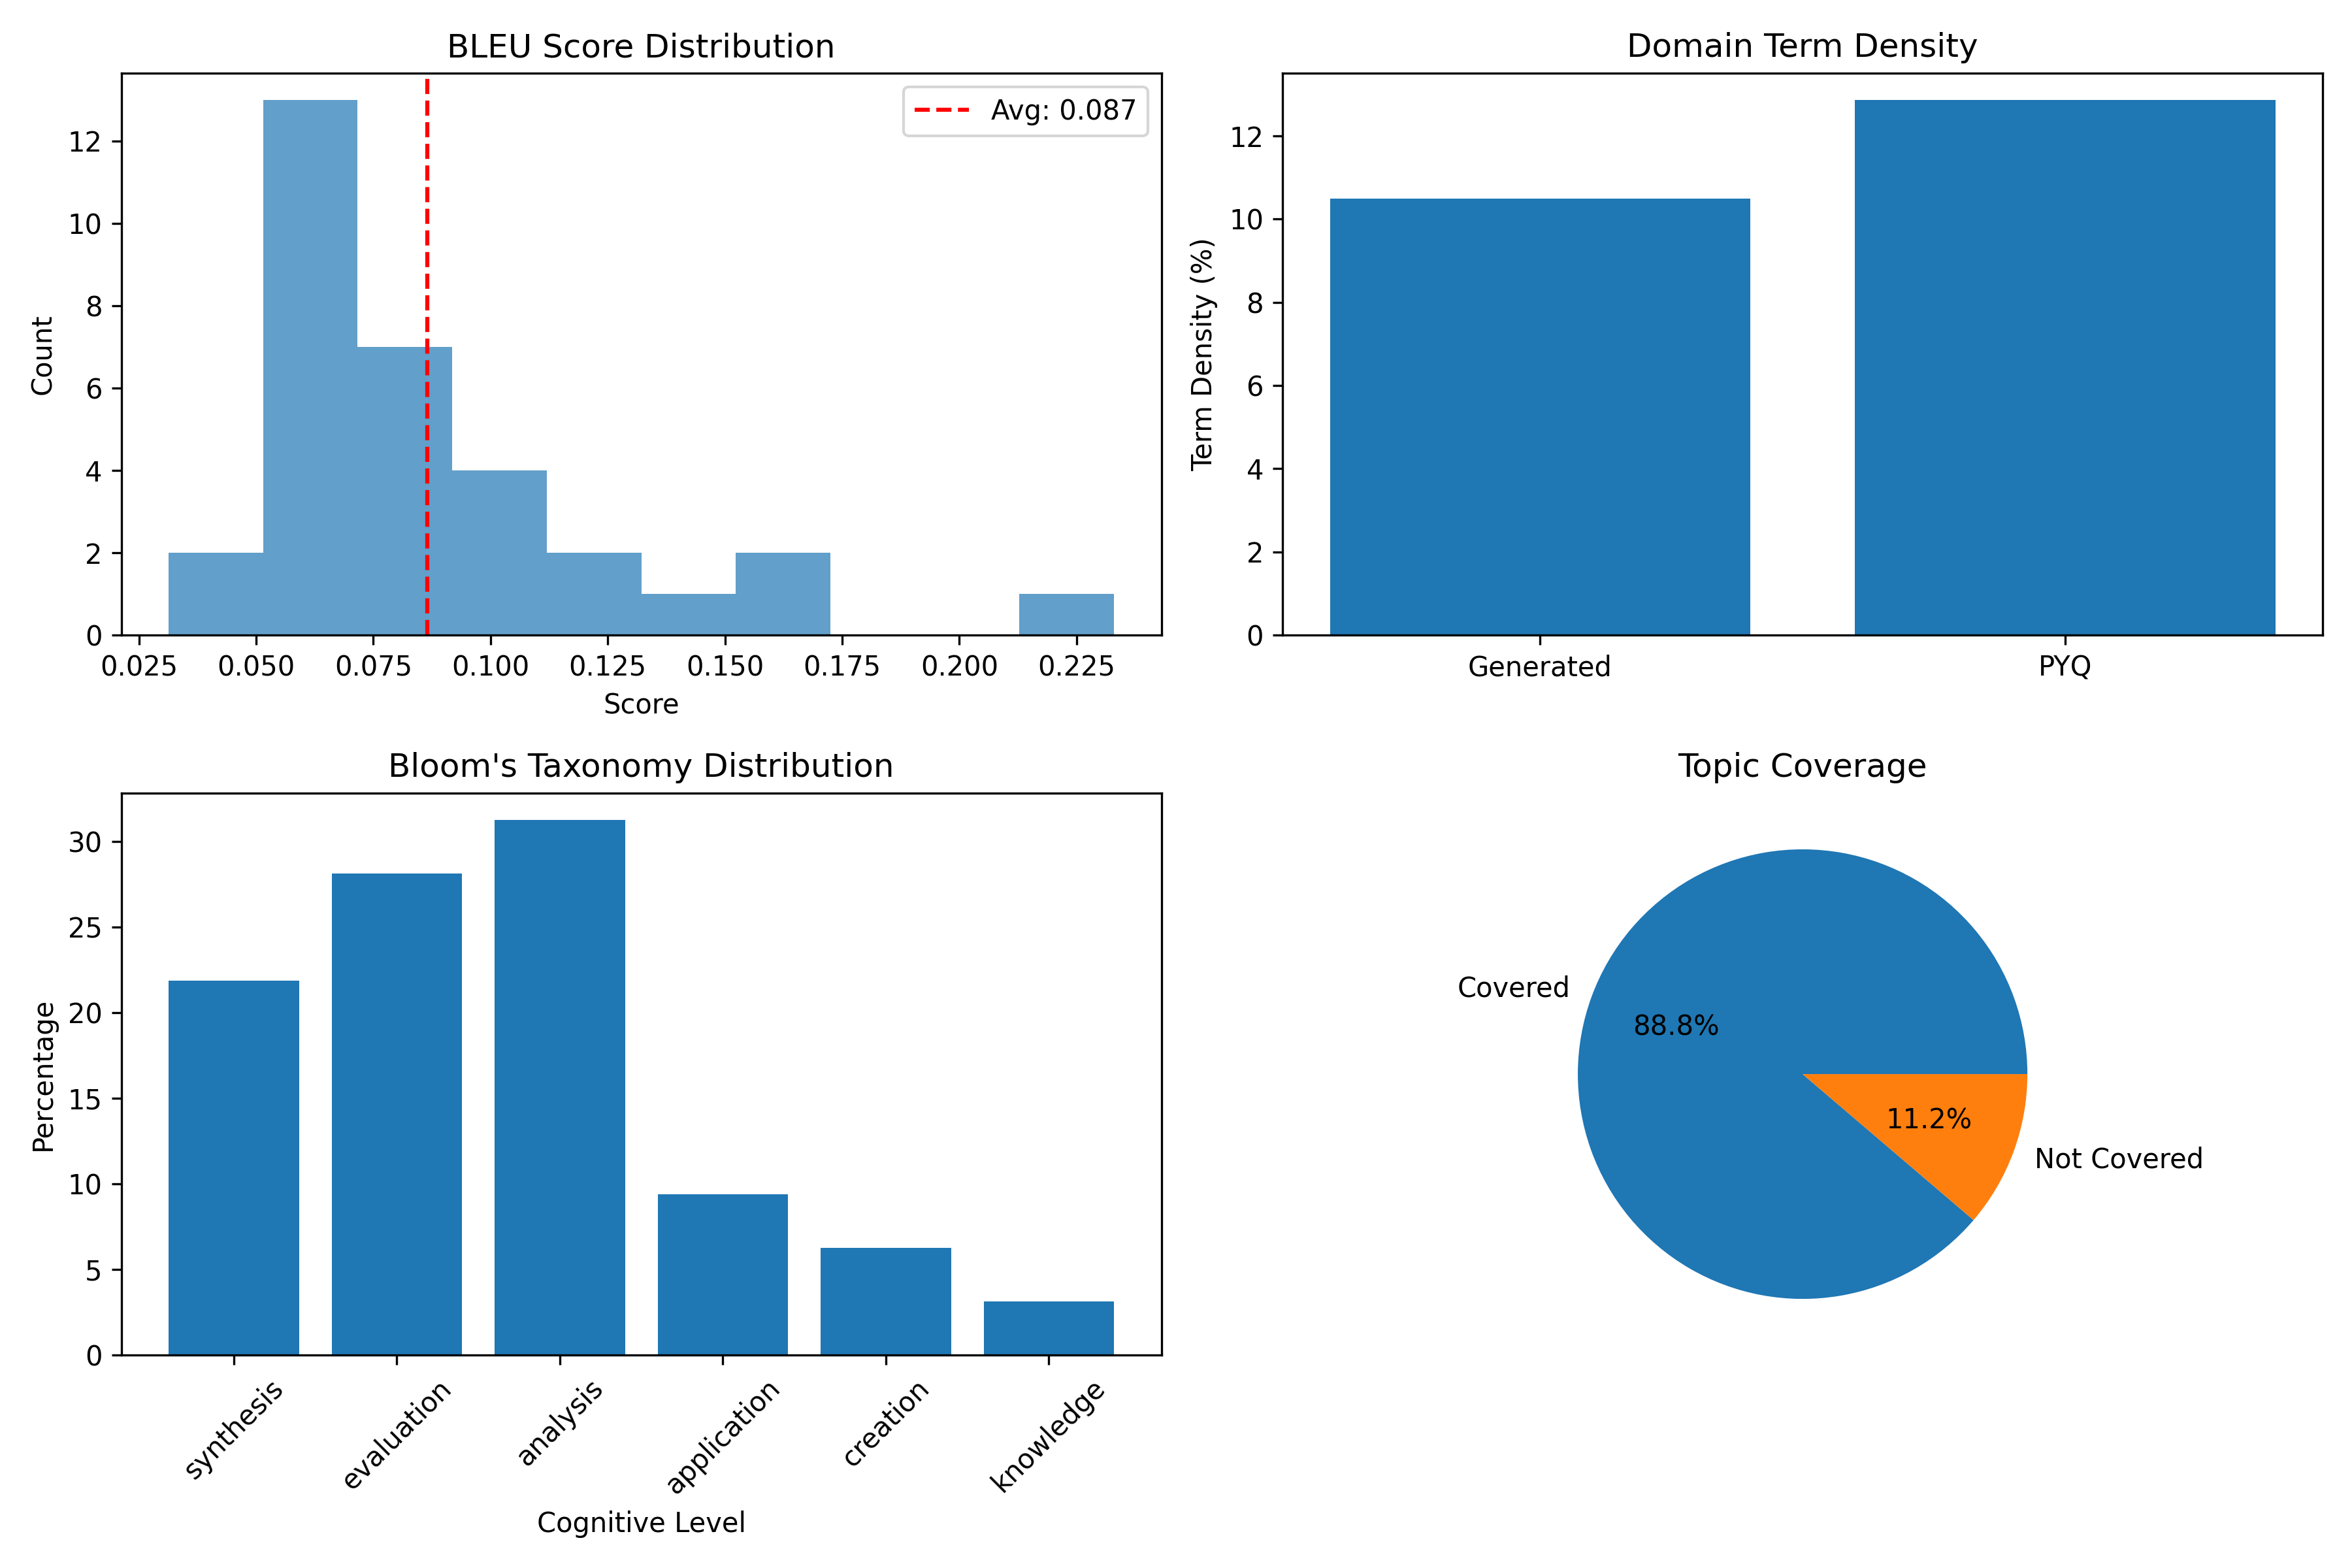 BLEU Score Distribution
Avg: 0.087
Count
12
10
8
6
4
2
0
0.025 0.050 0.075 0.100 0.125 0.150 0.175 0.200 0.225
Score
Domain Term Density
Term Density (%)
12
10
8
6
4
2
0
Generated PYQ
Bloom's Taxonomy Distribution
Percentage
30
25
20
15
10
5
0
synthesis evaluation analysis application creation knowledge
Cognitive Level
Topic Coverage
Covered
88.8%
11.2%
Not Covered